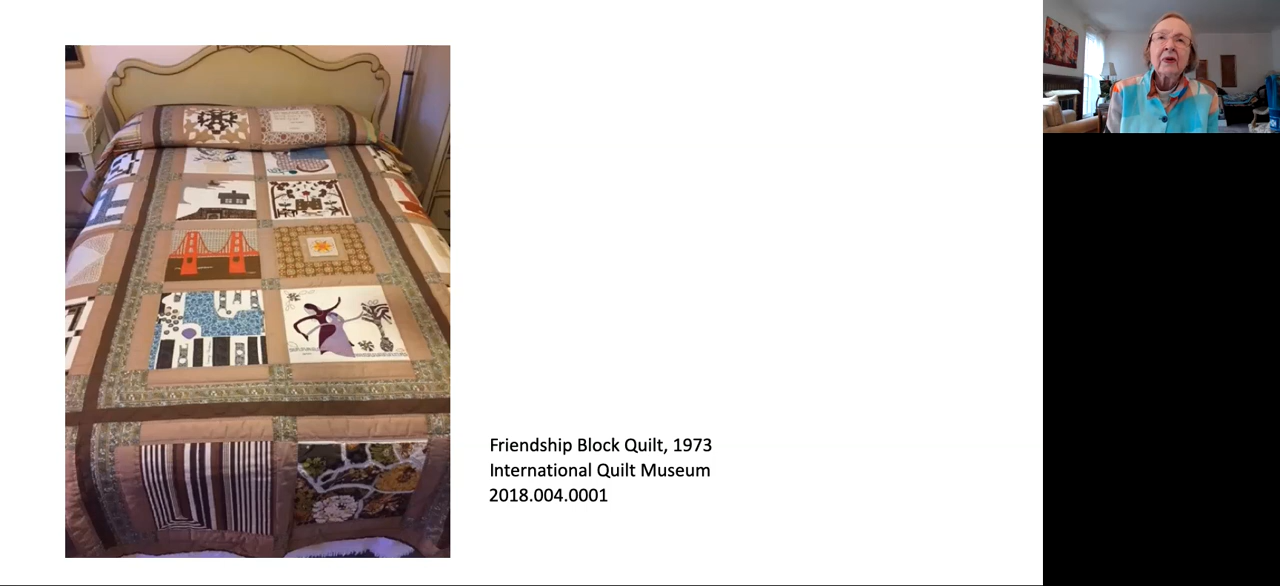 Friendship Block Quilt, 1973
International Quilt Museum
2018.004.0001